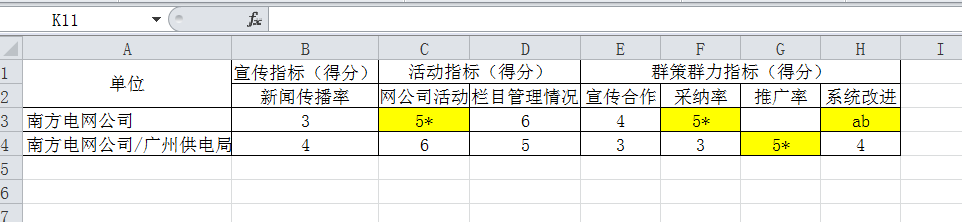 K11 fx
A B C D E F G H I
1 单位 宣传指标（得分） 活动指标（得分） 群策群力指标（得分）
2 新闻传播率 网公司活动 栏目管理情况 宣传合作 采纳率 推广率 系统改进
3 南方电网公司 3 5* 6 4 5* ab
4 南方电网公司/广州供电局 4 6 5 3 3 5* 4
5
6
7